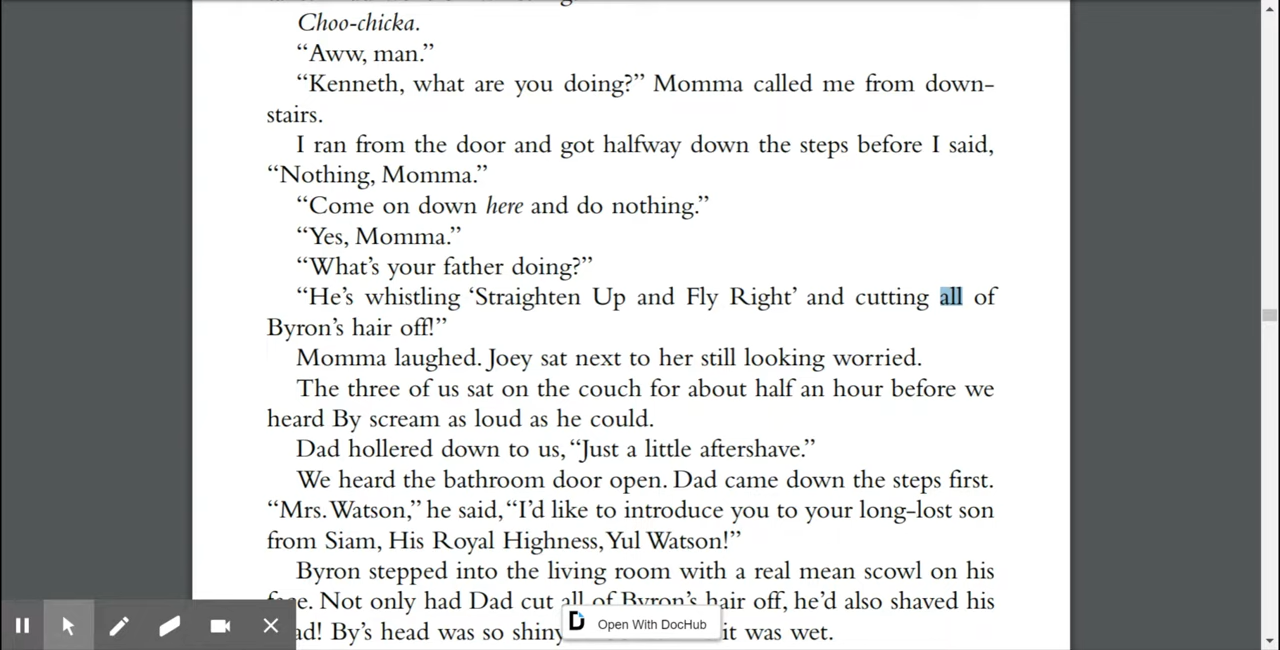 Choo-chicka.
“Aww, man.”
“Kenneth, what are you doing?” Momma called me from down-
stairs.
I ran from the door and got halfway down the steps before I said,
“Nothing, Momma.”
“Come on down here and do nothing.”
“Yes, Momma.”
“What’s your father doing?”
“He’s whistling ‘Straighten Up and Fly Right’ and cutting all of
Byron’s hair off!”
Momma laughed. Joey sat next to her still looking worried.
The three of us sat on the couch for about half an hour before we
heard By scream as loud as he could.
Dad hollered down to us, “Just a little aftershave.”
We heard the bathroom door open. Dad came down the steps first.
“Mrs. Watson,” he said, “I’d like to introduce you to your long-lost son
from Siam, His Royal Highness, Yul Watson!”
Byron stepped into the living room with a real mean scowl on his
face. Not only had Dad cut all of Byron’s hair off, he’d also shaved his
ad! By’s head was so shiny it was wet.
Open With DocHub